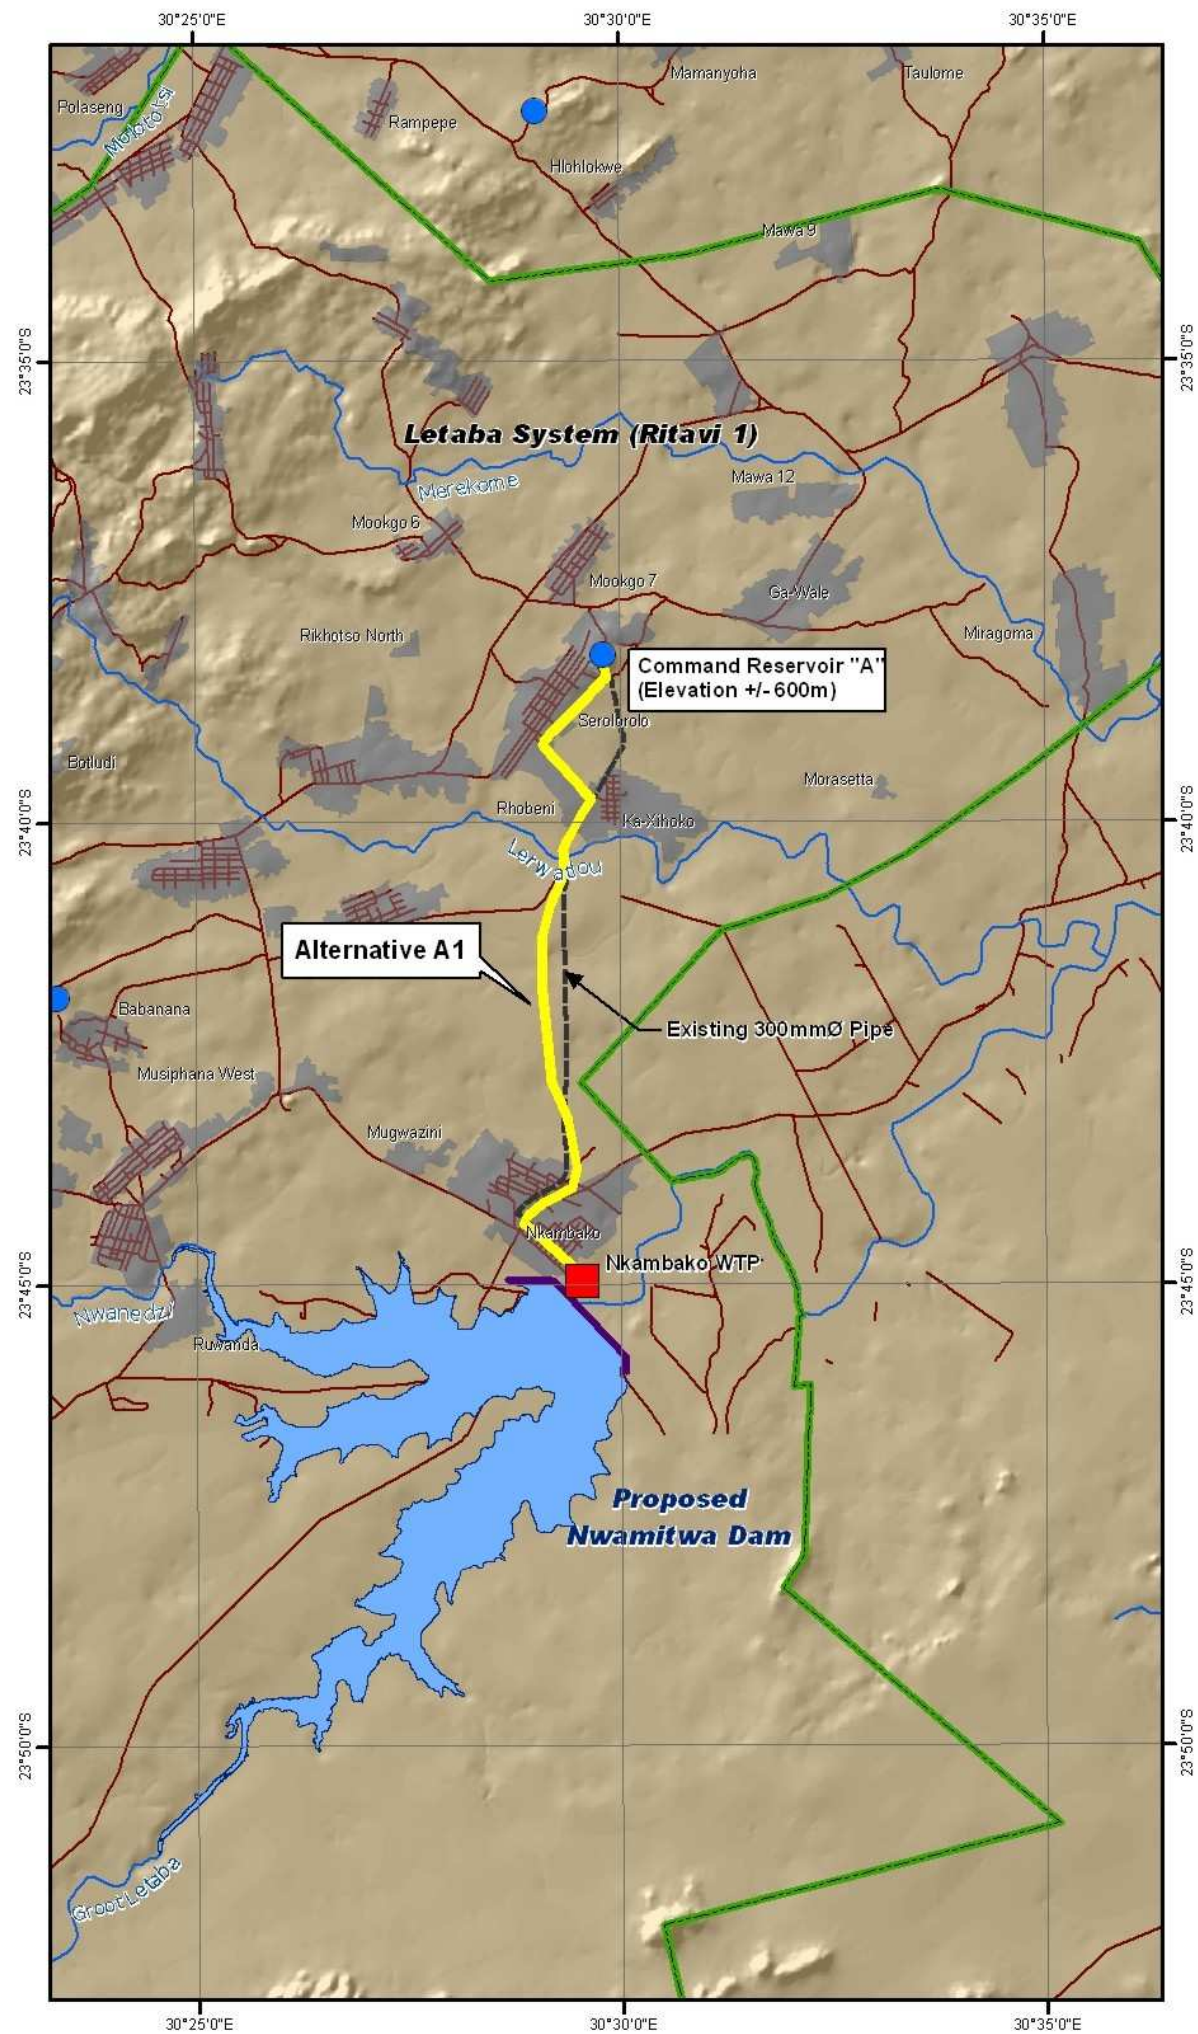 30°25'0"E
30°30'0"E
30°35'0"E
Mamanyoha
Taulome
Polaseng
Molototsi
Rampepe
Hlohlokwe
Mawa 9
23°35'0"S
23°35'0"S
Letaba System (Ritavi 1)
Merekome
Mawa 12
Mookgo 6
Mookgo 7
Ga-Wale
Rikhotso North
Miragoma
Command Reservoir "A"
(Elevation +/-600m)
Serolorolo
Botludi
Morasetta
Rhobeni
Ka-Xihoko
23°40'0"S
23°40'0"S
Lerwadou
Alternative A1
Babanana
Existing 300mmØ Pipe
Musiphana West
Mugwazini
Nkambako
Nkambako WTP
23°45'0"S
23°45'0"S
Nwanedzi
Ruwanda
Proposed
Nwamitwa Dam
23°50'0"S
23°50'0"S
Groot Letaba
30°25'0"E
30°30'0"E
30°35'0"E